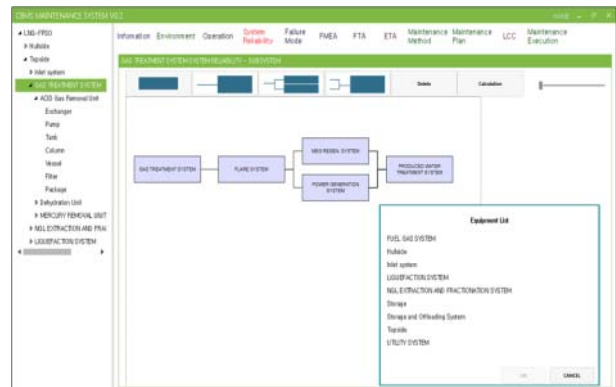 CBMS MAINTENANCE SYSTEM V0.2
LNG-FPSO
Hullside
Topside
Inlet system
GAS TREATMENT SYSTEM
ACID Gas Removal Unit
Exchanger
Pump
Tank
Column
Vessel
Filter
Package
Dehydration Unit
MERCURY REMOVAL UNIT
NGL EXTRACTION AND FRAC
LIQUEFACTION SYSTEM
Infomation
Environment
Operation
System Reliability
Failure Mode
FMEA
FTA
ETA
Maintenance Method
Maintenance Plan
LCC
Maintenance Execution
GAS TREATMENT SYSTEM SYSTEM RELIABILITY - SUBSYSTEM
Delete
Calculation
GAS TREATMENT SYSTEM
FLARE SYSTEM
MEG REGEN. SYSTEM
POWER GENERATION SYSTEM
PRODUCED WATER TREATMENT SYSTEM
Equipment List
FUEL GAS SYSTEM
Hullside
Inlet system
LIQUEFACTION SYSTEM
NGL EXTRACTION AND FRACTIONATION SYSTEM
Storage
Storage and Offloading System
Topside
UTILITY SYSTEM
OK
CANCEL